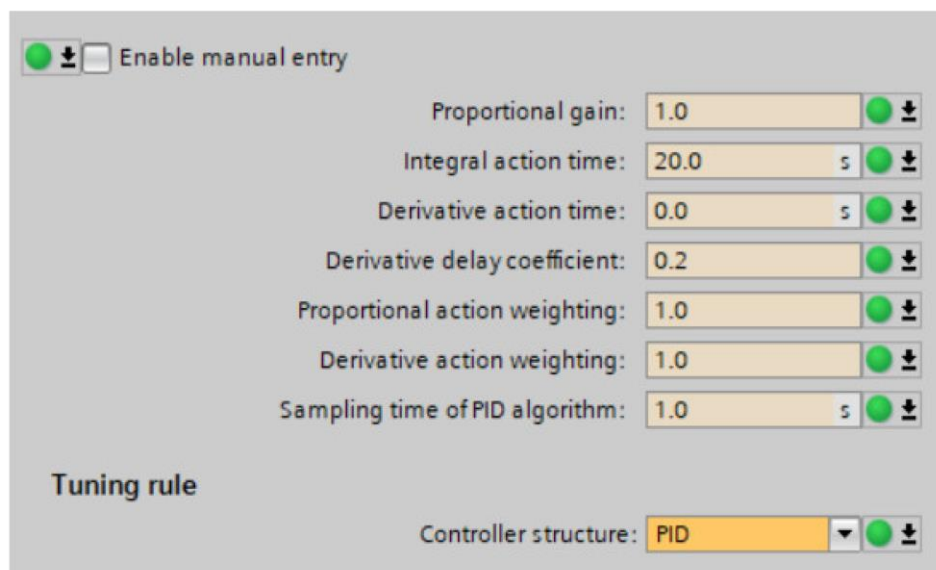 Enable manual entry
Proportional gain: 1.0
Integral action time: 20.0 s
Derivative action time: 0.0 s
Derivative delay coefficient: 0.2
Proportional action weighting: 1.0
Derivative action weighting: 1.0
Sampling time of PID algorithm: 1.0 s
Tuning rule
Controller structure: PID